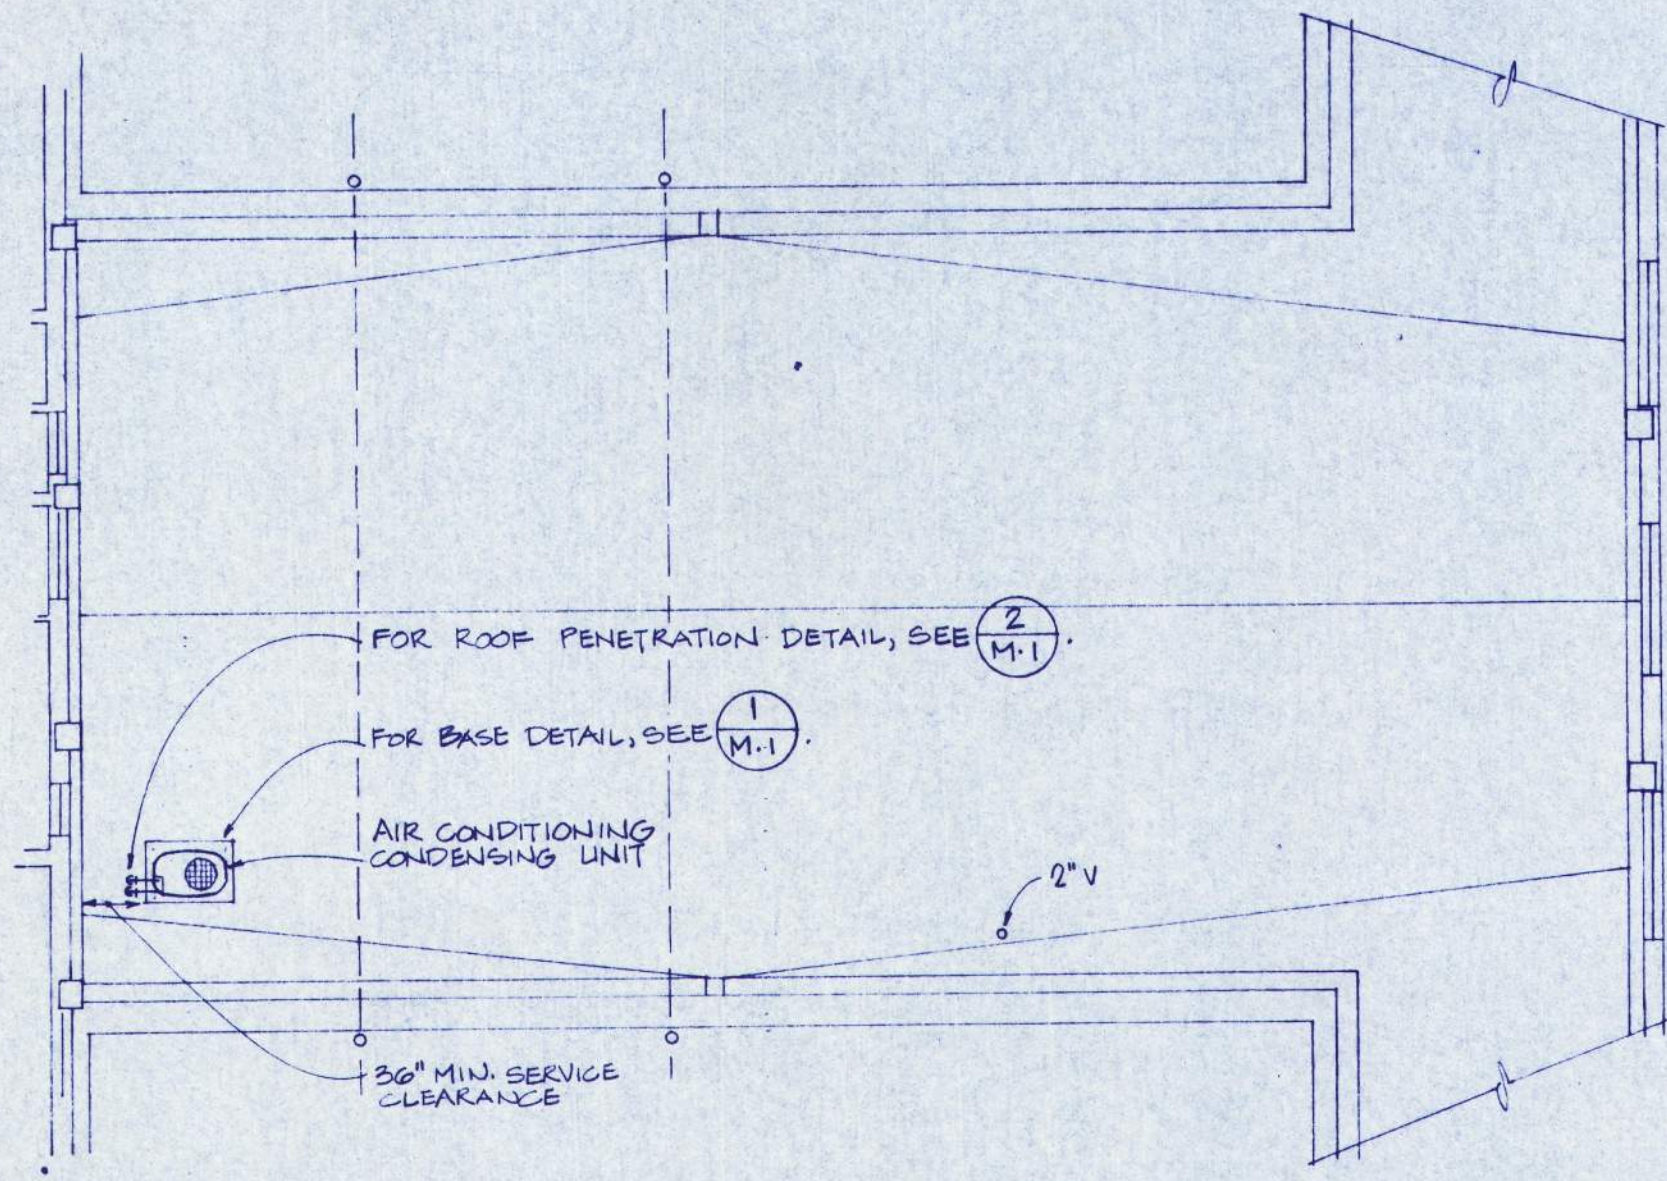 FOR ROOF PENETRATION DETAIL, SEE 2/M.1.
FOR BASE DETAIL, SEE 1/M.1.
AIR CONDITIONING
CONDENSING UNIT
2" V
36" MIN. SERVICE
CLEARANCE